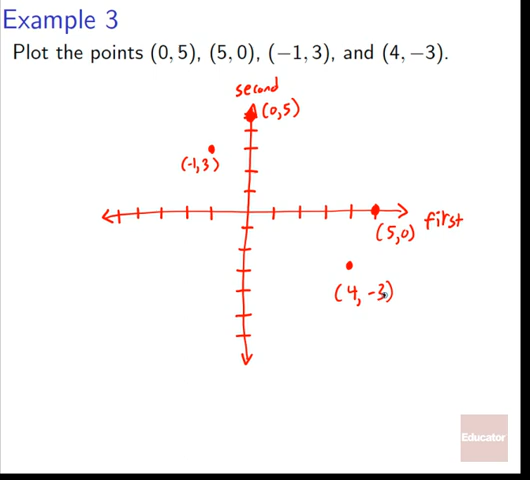 Example 3
Plot the points (0, 5), (5, 0), (−1, 3), and (4, −3).
second
(0,5)
(-1,3)
first
(5,0)
(4, -3)
Educator